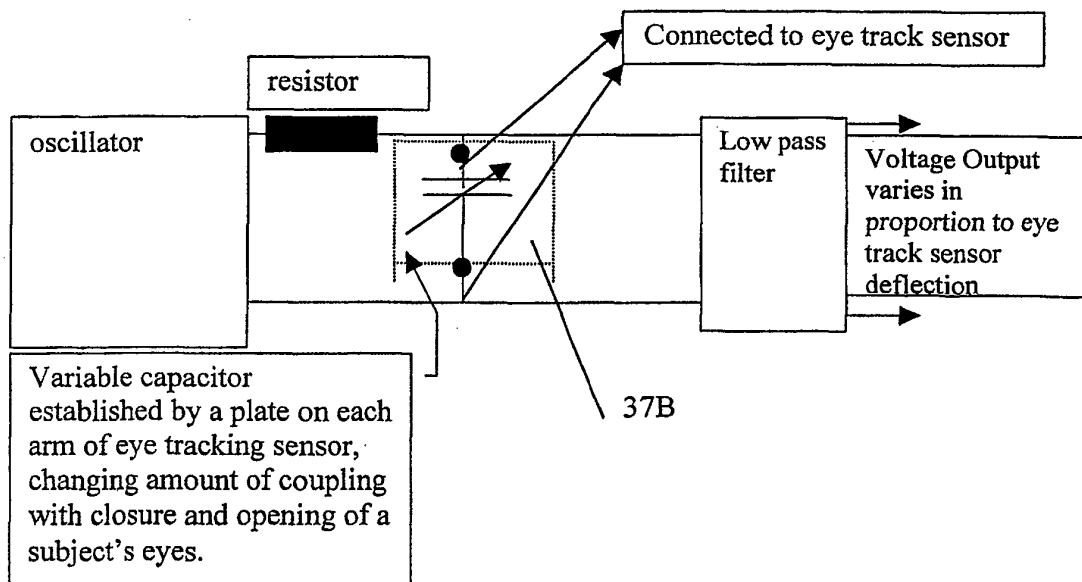 Connected to eye track sensor
resistor
oscillator
Low pass
filter
Voltage Output
varies in
proportion to eye
track sensor
deflection
Variable capacitor
established by a plate on each
arm of eye tracking sensor,
changing amount of coupling
with closure and opening of a
subject's eyes.
37B